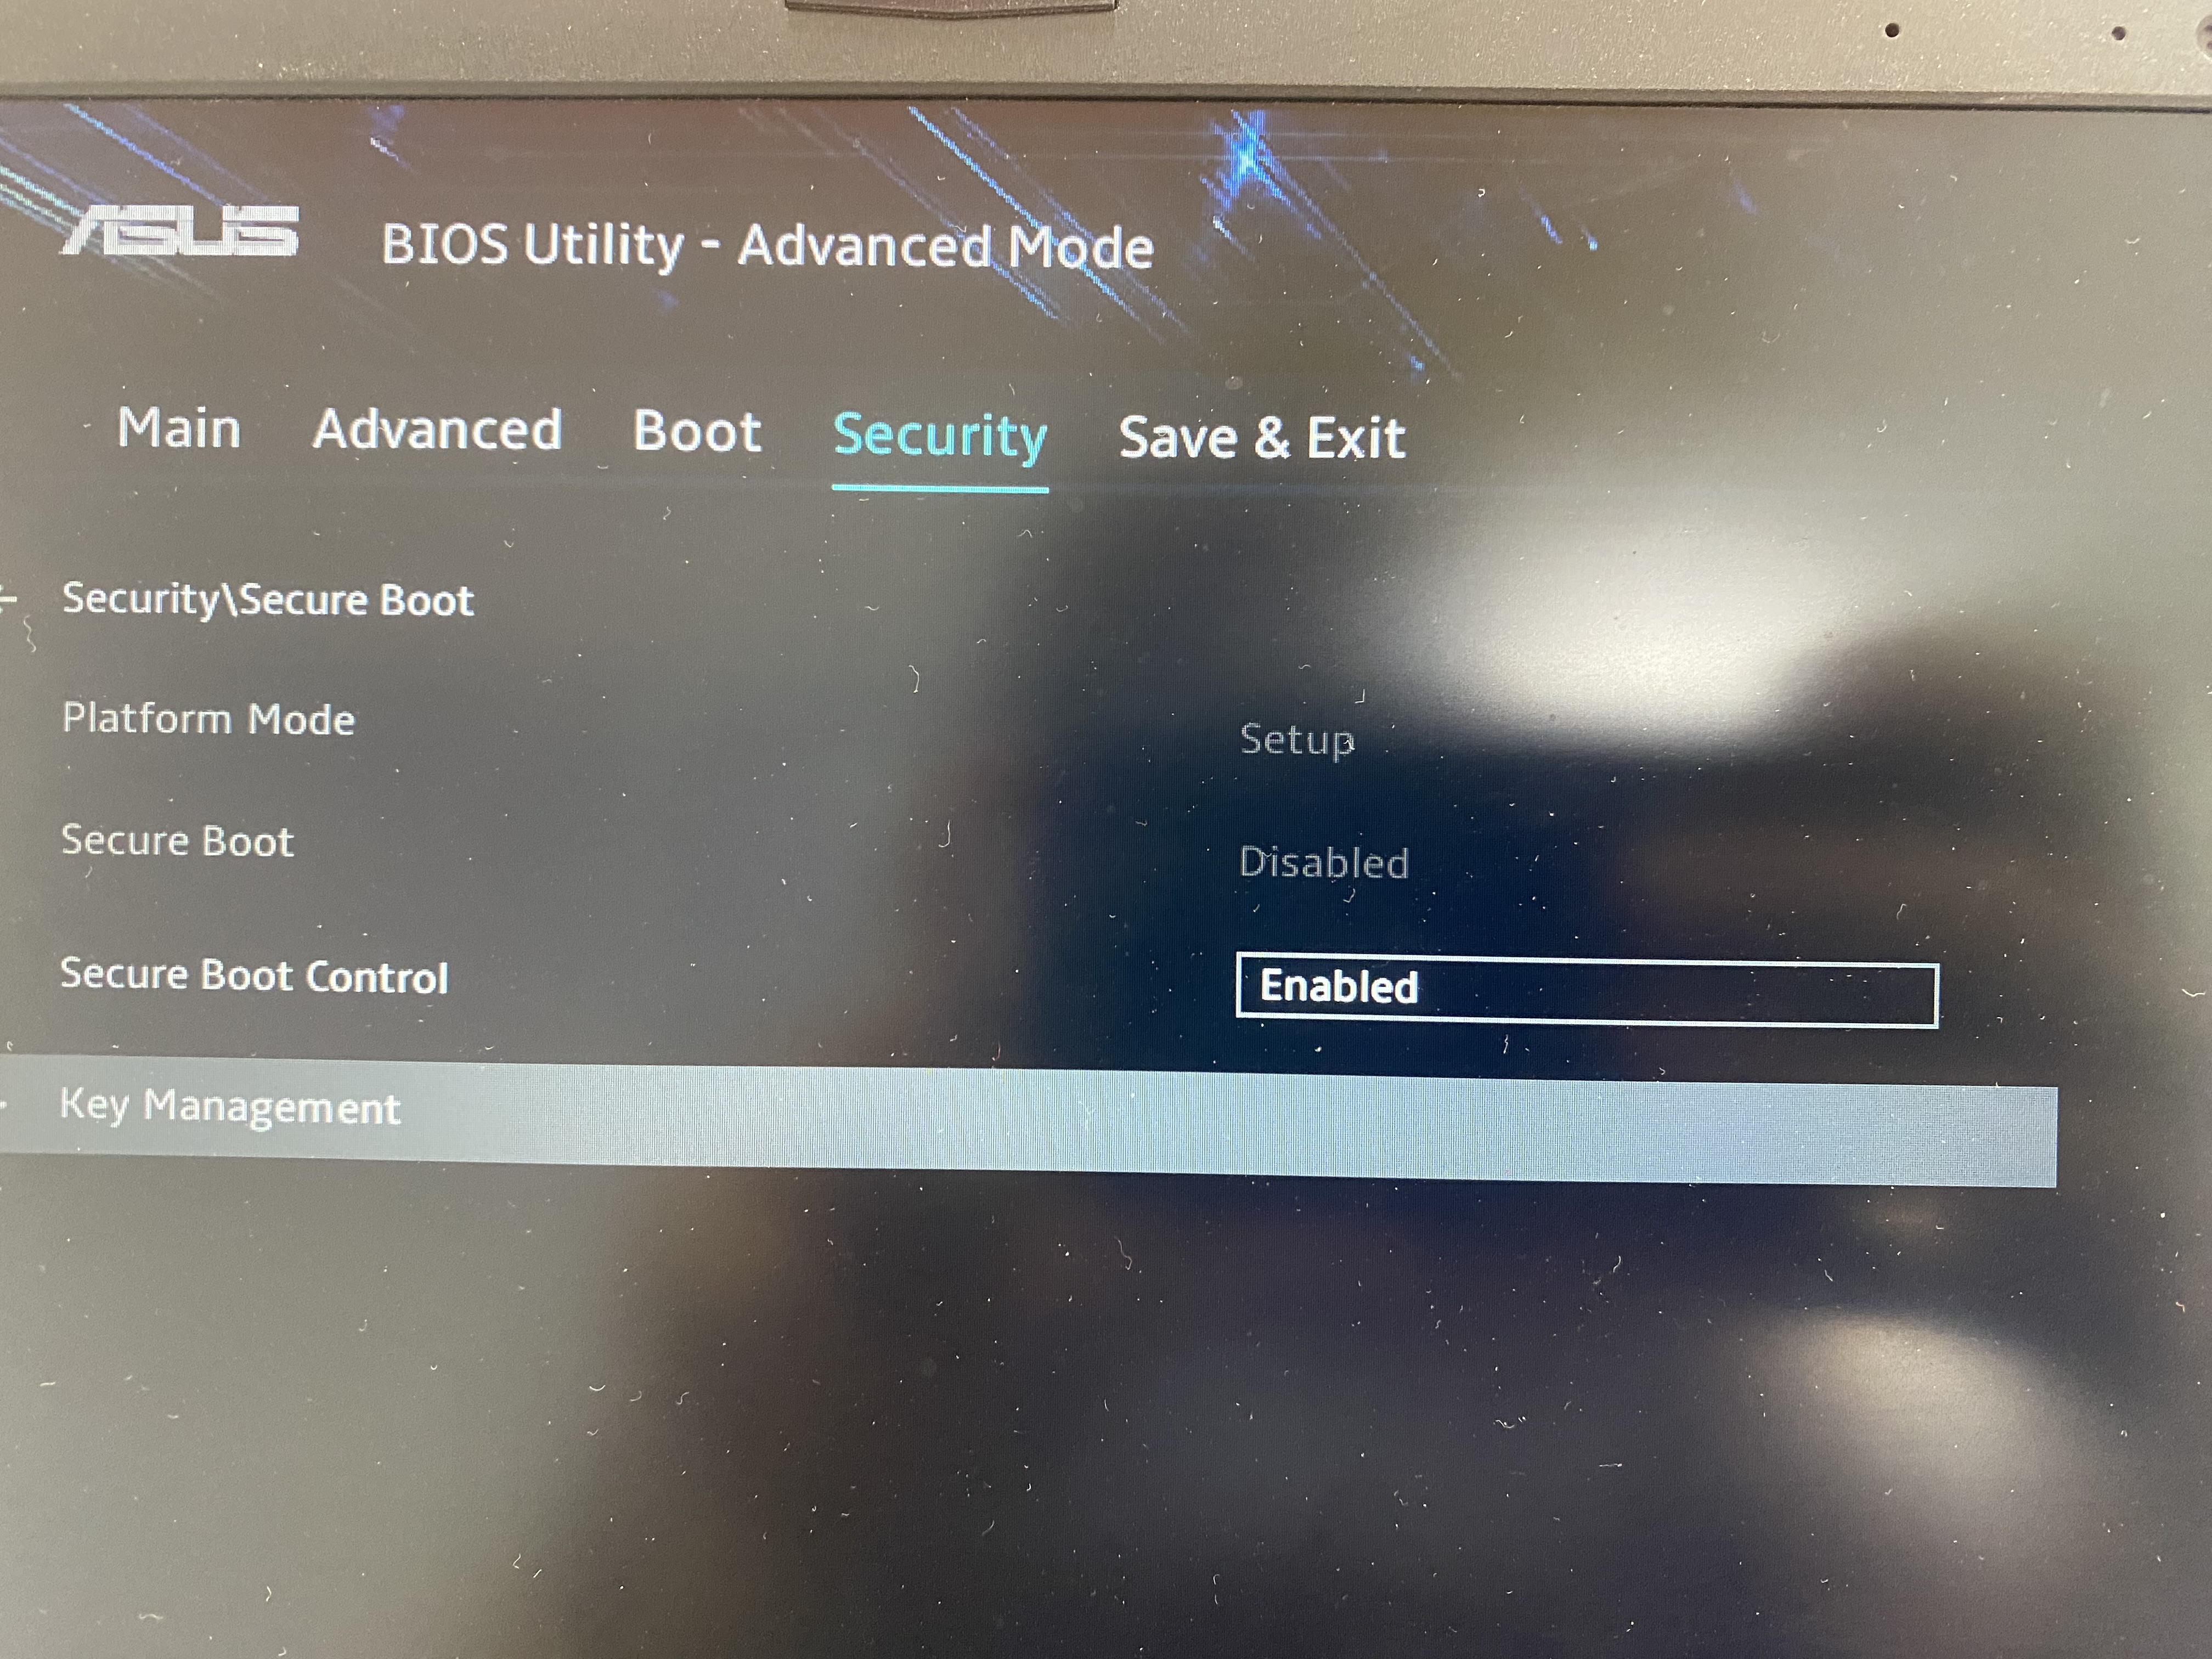 ASUS BIOS Utility - Advanced Mode
Main Advanced Boot Security Save & Exit
Security\Secure Boot
Platform Mode Setup
Secure Boot Disabled
Secure Boot Control Enabled
Key Management